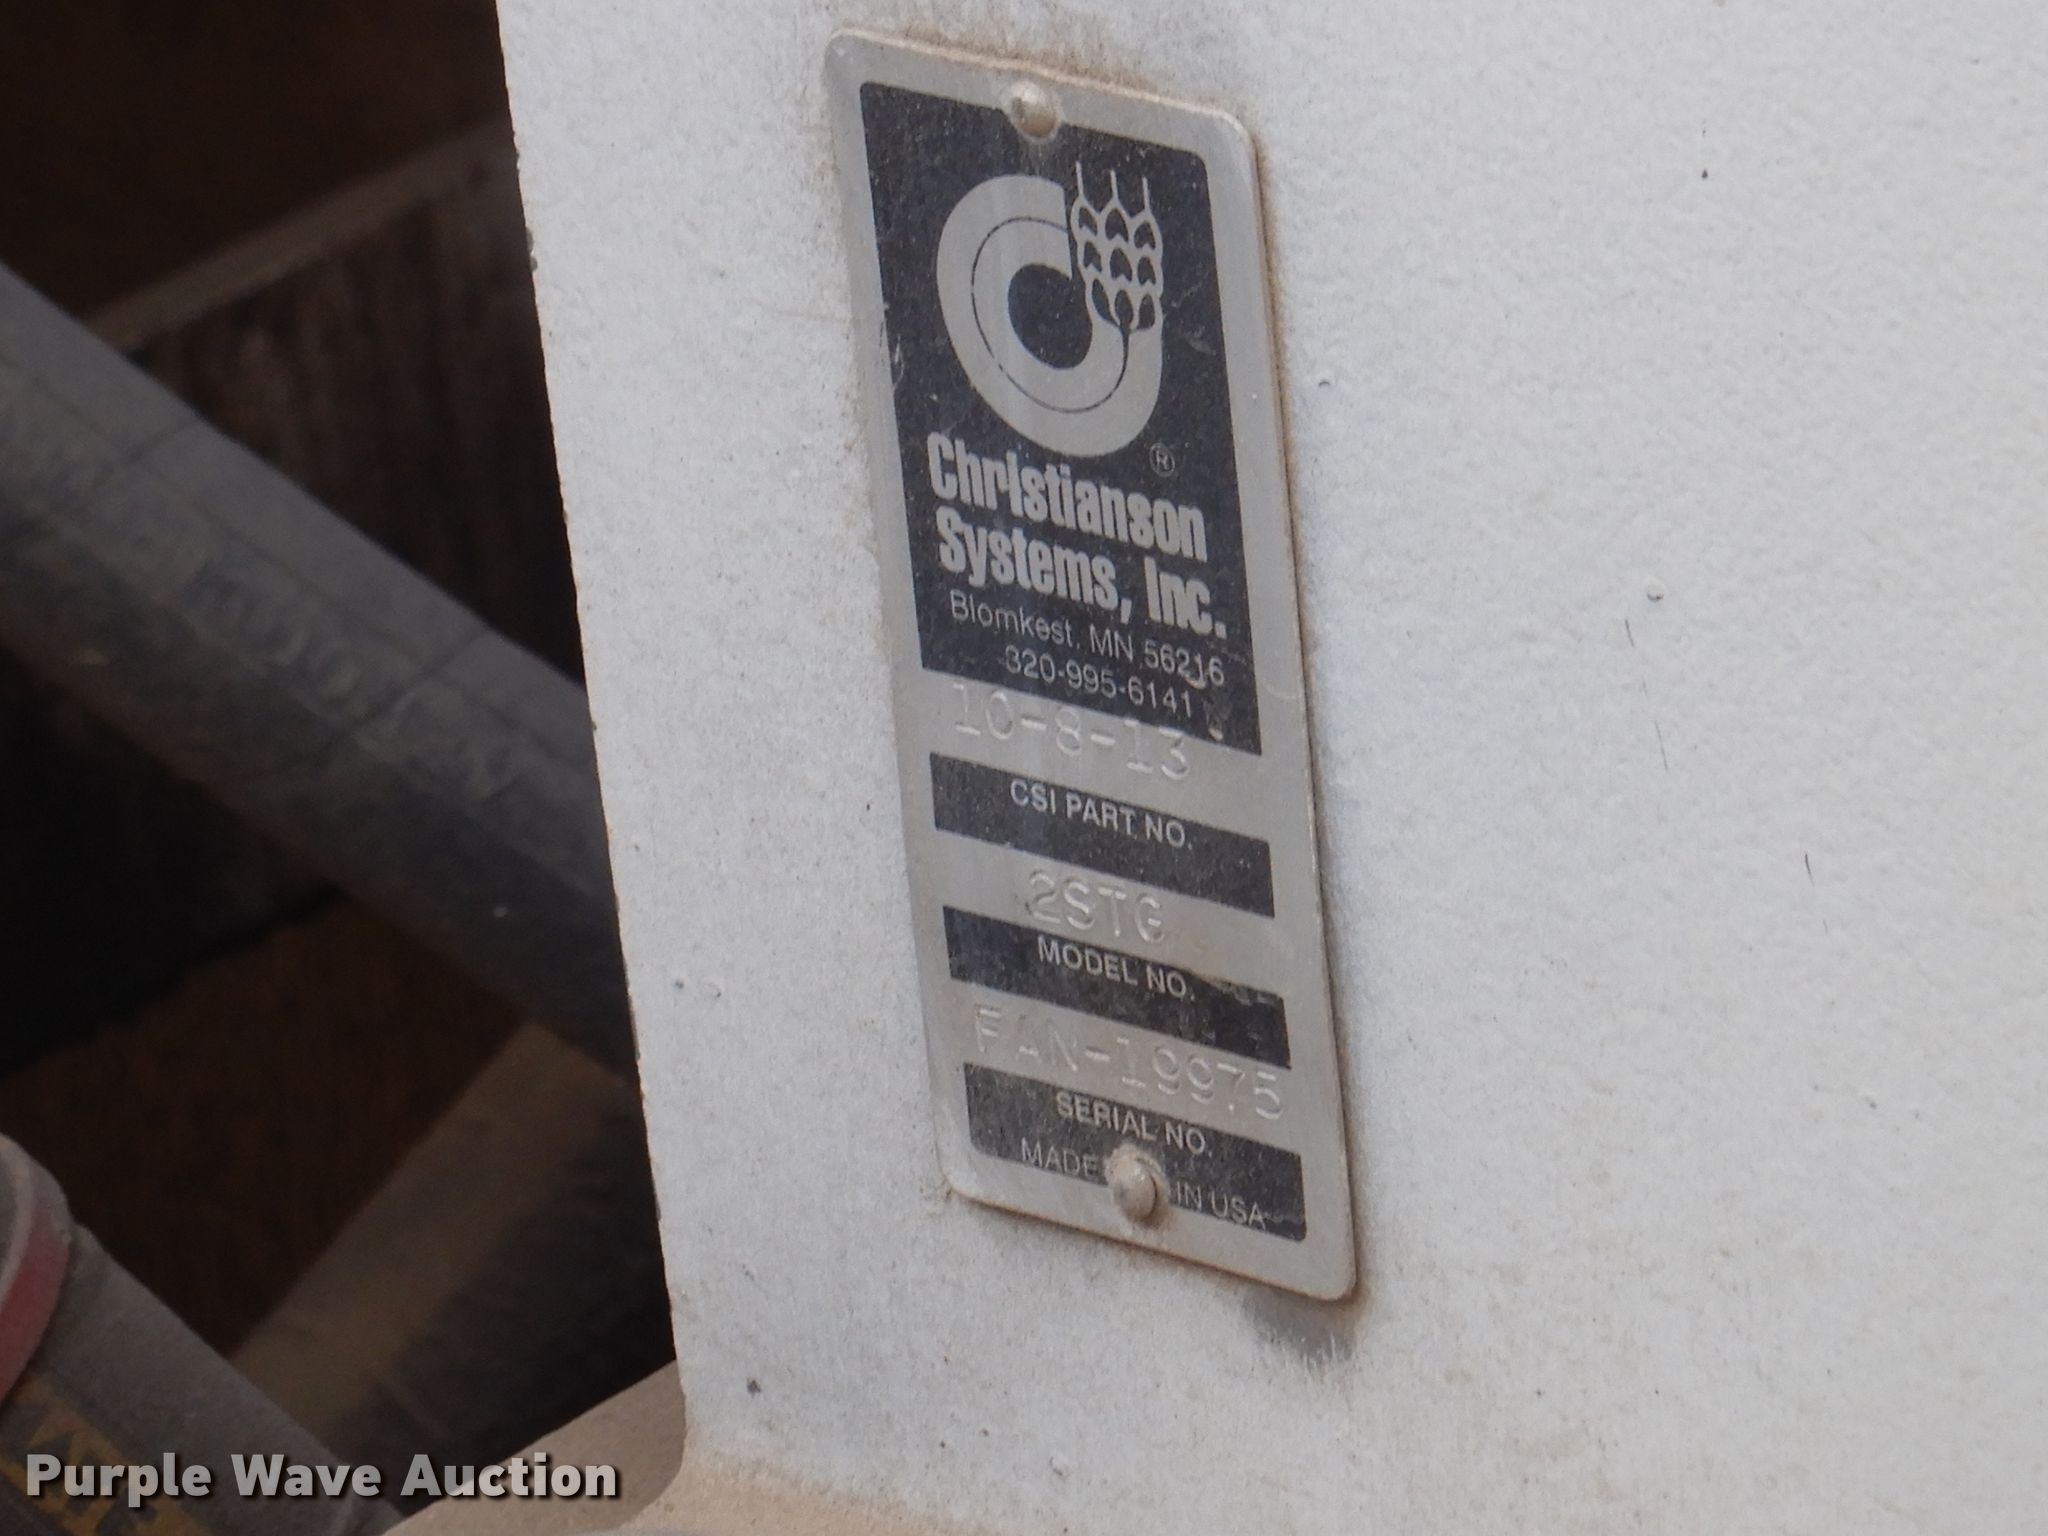 ®
Christianson
Systems, Inc.
Blomkest, MN 56216
320-995-6141
10-8-13
CSI PART NO.
2STG
MODEL NO.
FAN-19975
SERIAL NO.
MADE IN USA
Purple Wave Auction